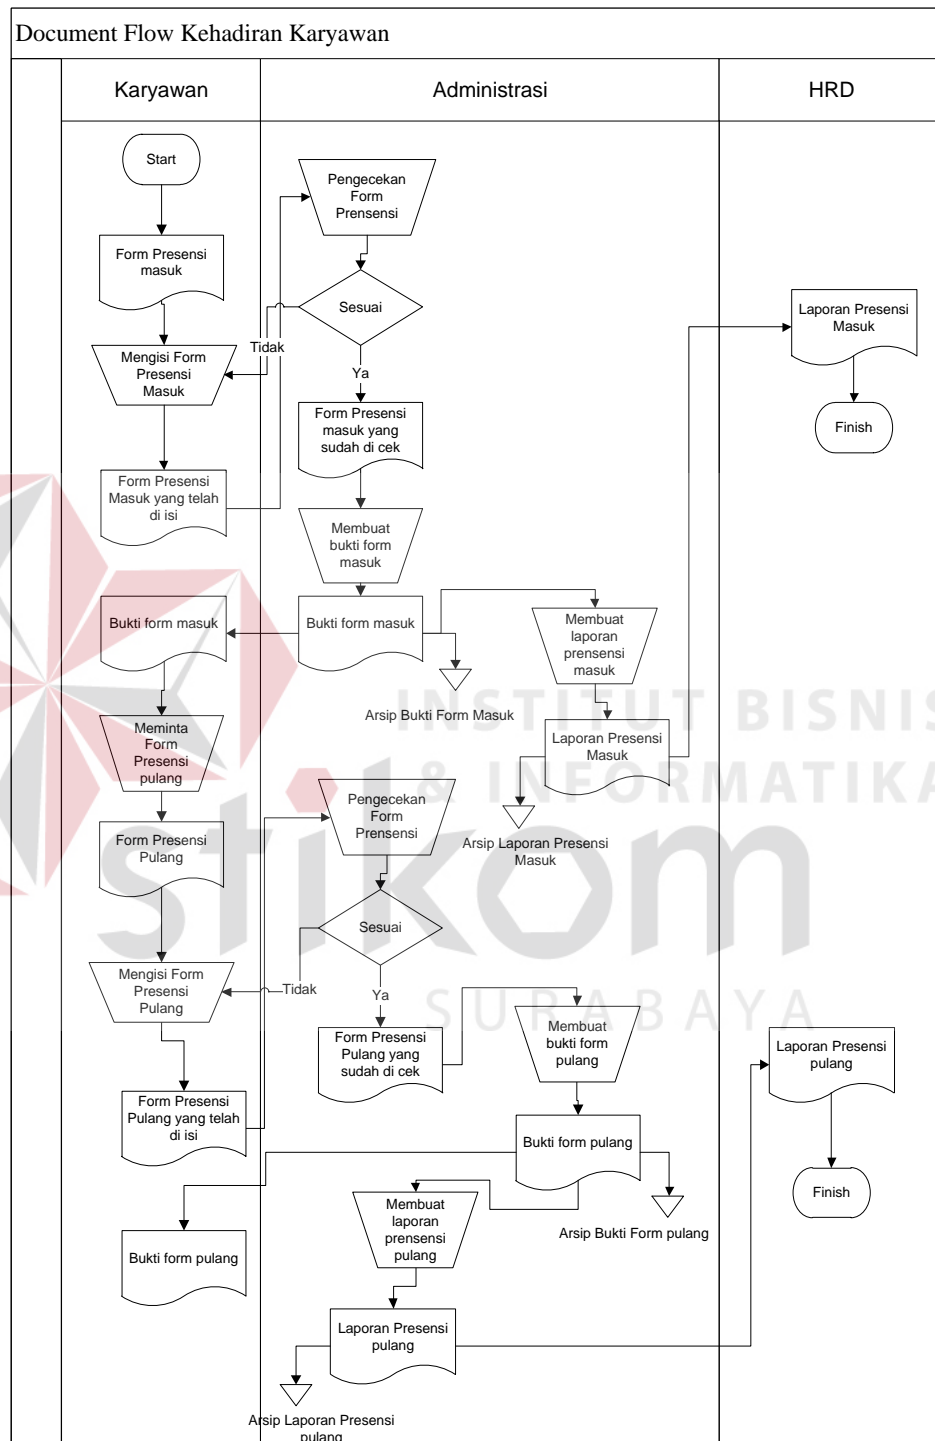 Document Flow Kehadiran Karyawan
Karyawan
Administrasi
HRD
Start
Pengecekan
Form
Prensensi
Form Presensi
masuk
Sesuai
Laporan Presensi
Masuk
Tidak
Mengisi Form
Presensi
Masuk
Ya
Form Presensi
masuk yang
sudah di cek
Finish
Form Presensi
Masuk yang telah
di isi
Membuat
bukti form
masuk
Bukti form masuk
Bukti form masuk
Membuat
laporan
prensensi
masuk
Arsip Bukti Form Masuk
INSTITUT BISNIS
& INFORMATIKA
stikom
SURABAYA
Meminta
Form
Presensi
pulang
Laporan Presensi
Masuk
Pengecekan
Form
Prensensi
Arsip Laporan Presensi
Masuk
Form Presensi
Pulang
Sesuai
Mengisi Form
Presensi
Pulang
Tidak
Ya
Form Presensi
Pulang yang
sudah di cek
Membuat
bukti form
pulang
Laporan Presensi
pulang
Form Presensi
Pulang yang telah
di isi
Bukti form pulang
Membuat
laporan
prensensi
pulang
Arsip Bukti Form pulang
Finish
Bukti form pulang
Laporan Presensi
pulang
Arsip Laporan Presensi
pulang